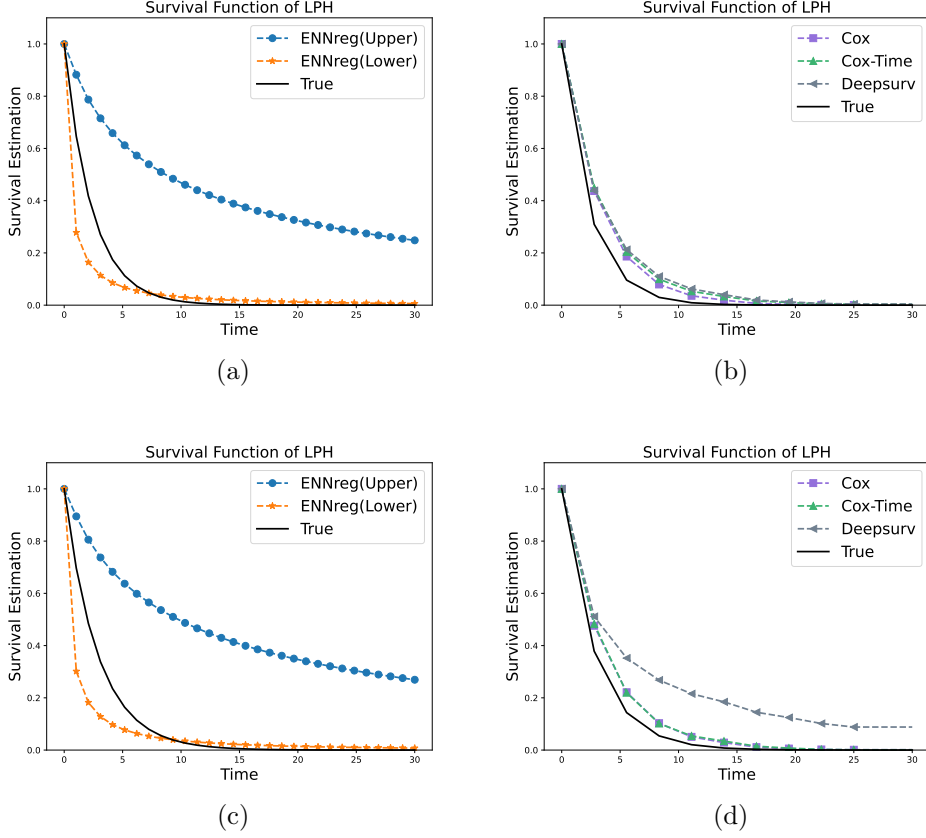 Survival Function of LPH
Survival Estimation
1.0
0.8
0.6
0.4
0.2
0.0
ENNreg(Upper)
ENNreg(Lower)
True
0 5 10 15 20 25 30
Time
(a)
Survival Function of LPH
Survival Estimation
1.0
0.8
0.6
0.4
0.2
0.0
Cox
Cox-Time
Deepsurv
True
0 5 10 15 20 25 30
Time
(b)
Survival Function of LPH
Survival Estimation
1.0
0.8
0.6
0.4
0.2
0.0
ENNreg(Upper)
ENNreg(Lower)
True
0 5 10 15 20 25 30
Time
(c)
Survival Function of LPH
Survival Estimation
1.0
0.8
0.6
0.4
0.2
0.0
Cox
Cox-Time
Deepsurv
True
0 5 10 15 20 25 30
Time
(d)